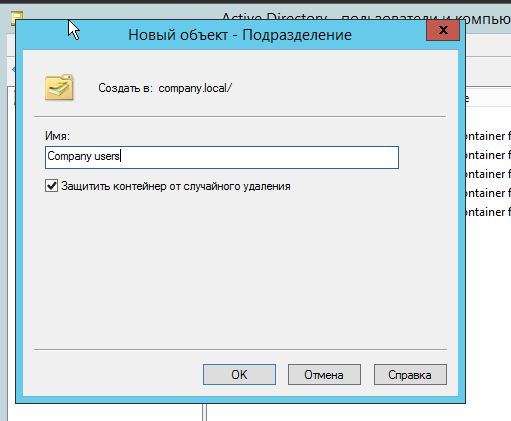 Active Directory - пользователи и компью
Новый объект - Подразделение
x
Создать в: company.local/
Имя:
Company users
Защитить контейнер от случайного удаления
ontainer f
ontainer f
ontainer f
ontainer f
ontainer f
OK
Отмена
Справка